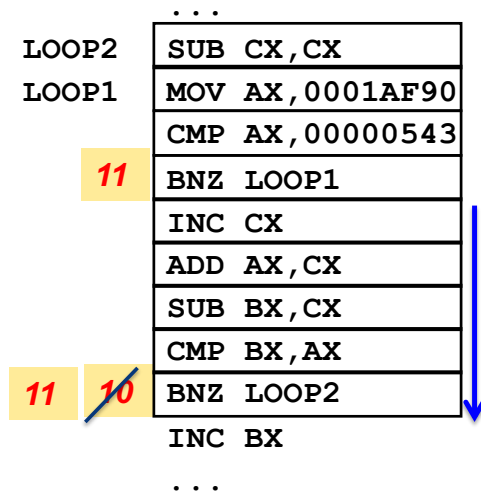 ...
LOOP2 SUB CX,CX
LOOP1 MOV AX,0001AF90
CMP AX,00000543
11 BNZ LOOP1
INC CX
ADD AX,CX
SUB BX,CX
CMP BX,AX
11 10 BNZ LOOP2
INC BX
...